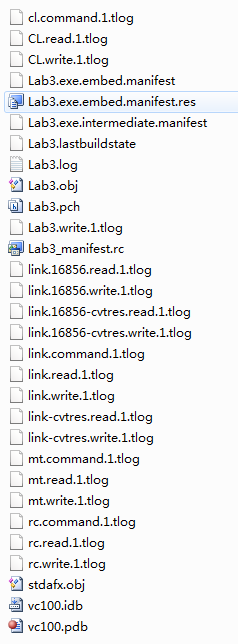 cl.command.1.tlog
CL.read.1.tlog
CL.write.1.tlog
Lab3.exe.embed.manifest
Lab3.exe.embed.manifest.res
Lab3.exe.intermediate.manifest
Lab3.lastbuildstate
Lab3.log
Lab3.obj
Lab3.pch
Lab3.write.1.tlog
Lab3_manifest.rc
link.16856.read.1.tlog
link.16856.write.1.tlog
link.16856-cvtres.read.1.tlog
link.16856-cvtres.write.1.tlog
link.command.1.tlog
link.read.1.tlog
link.write.1.tlog
link-cvtres.read.1.tlog
link-cvtres.write.1.tlog
mt.command.1.tlog
mt.read.1.tlog
mt.write.1.tlog
rc.command.1.tlog
rc.read.1.tlog
rc.write.1.tlog
stdafx.obj
vc100.idb
vc100.pdb